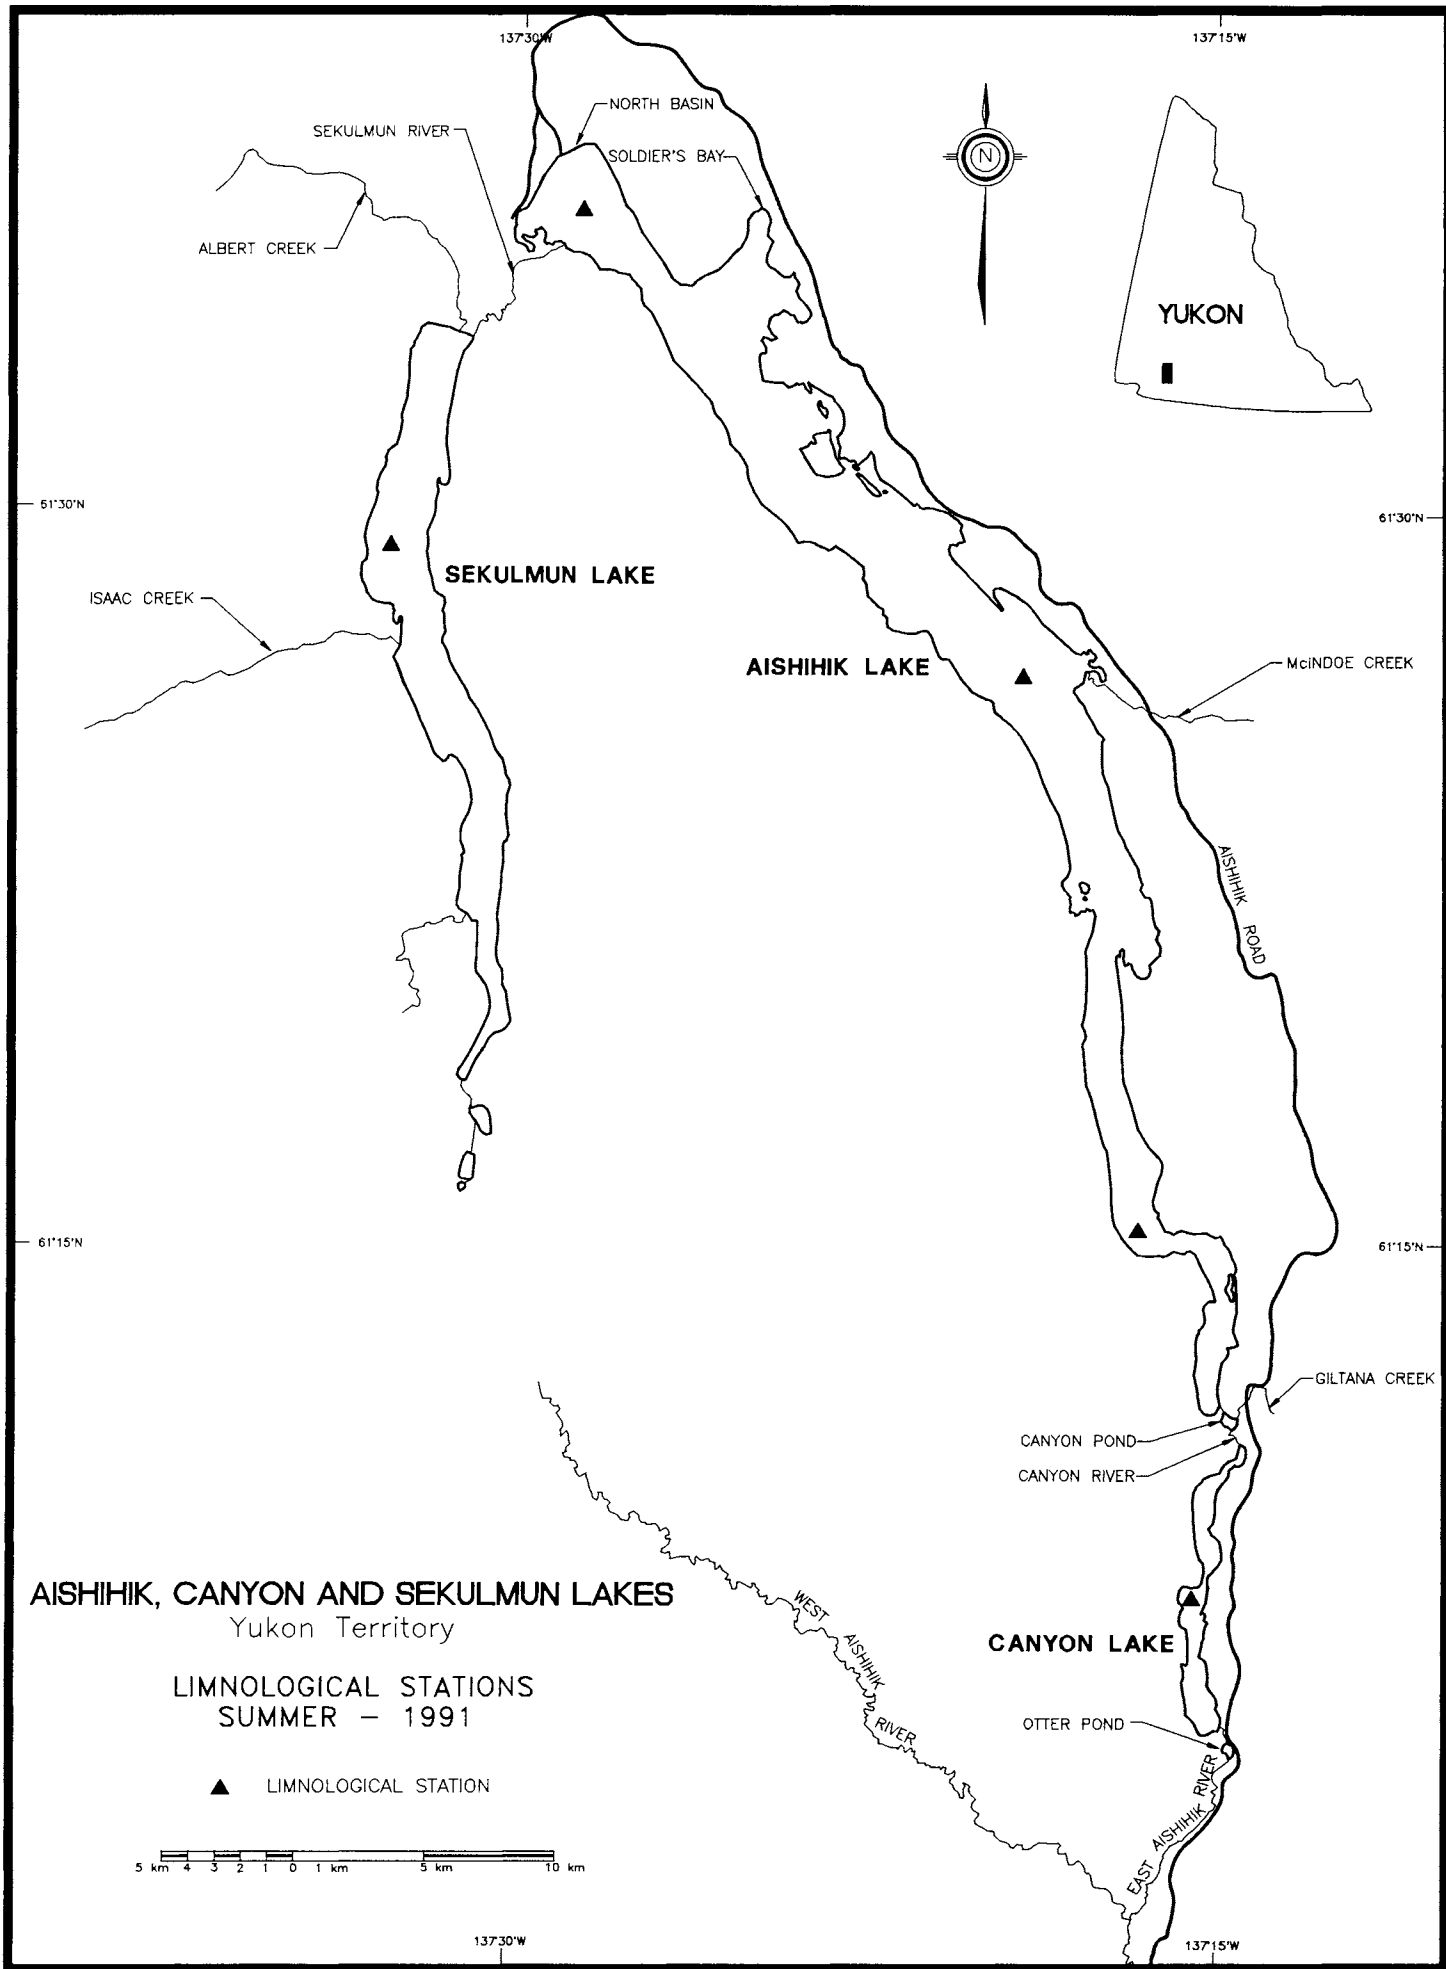 137°30'W
137°15'W
NORTH BASIN
SEKULMUN RIVER
SOLDIER'S BAY
N
ALBERT CREEK
YUKON
61°30'N
61°30'N
SEKULMUN LAKE
ISAAC CREEK
AISHIHIK LAKE
McINDOE CREEK
AISHIHIK ROAD
61°15'N
61°15'N
GILTANA CREEK
CANYON POND
CANYON RIVER
WEST AISHIHIK RIVER
AISHIHIK, CANYON AND SEKULMUN LAKES
Yukon Territory
CANYON LAKE
LIMNOLOGICAL STATIONS
SUMMER – 1991
OTTER POND
LIMNOLOGICAL STATION
EAST AISHIHIK RIVER
5 km 4 3 2 1 0 1 km 5 km 10 km
137°30'W
137°15'W